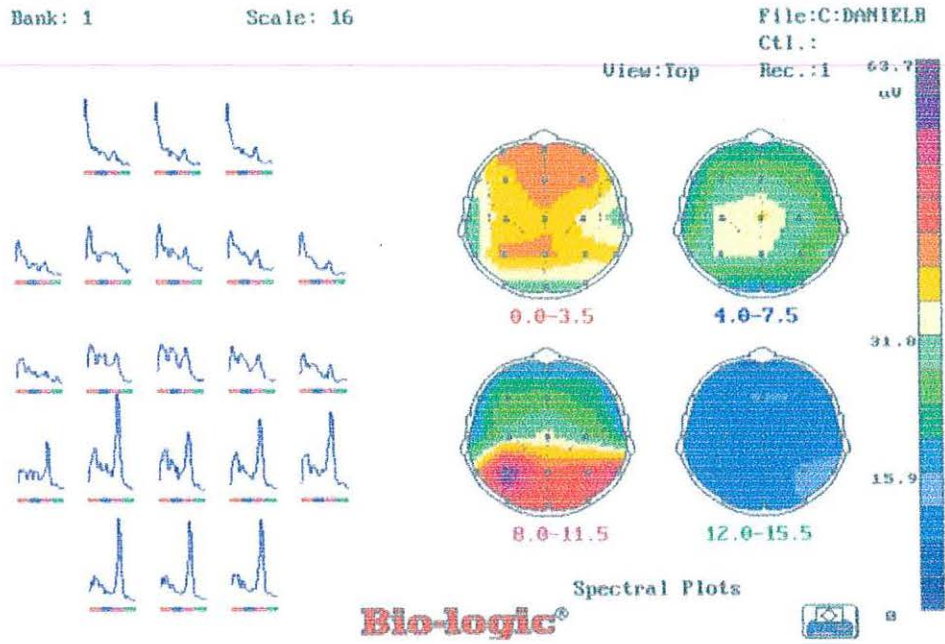 Bank: 1 Scale: 16 File:C:DANIELB
Ctl.:
View:Top Rec.:1 63.7
uV
0.0-3.5 4.0-7.5
31.8
15.9
8.0-11.5 12.0-15.5
Spectral Plots
Bio-logic® 0